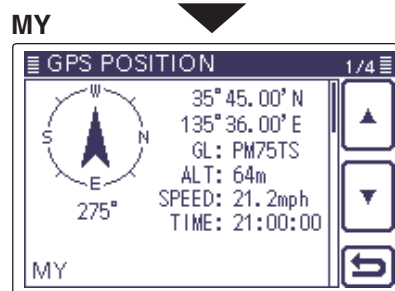 MY
GPS POSITION 1/4
W
S N
E
275°
35°45.00'N
135°36.00'E
GL: PM75TS
ALT: 64m
SPEED: 21.2mph
TIME: 21:00:00
MY